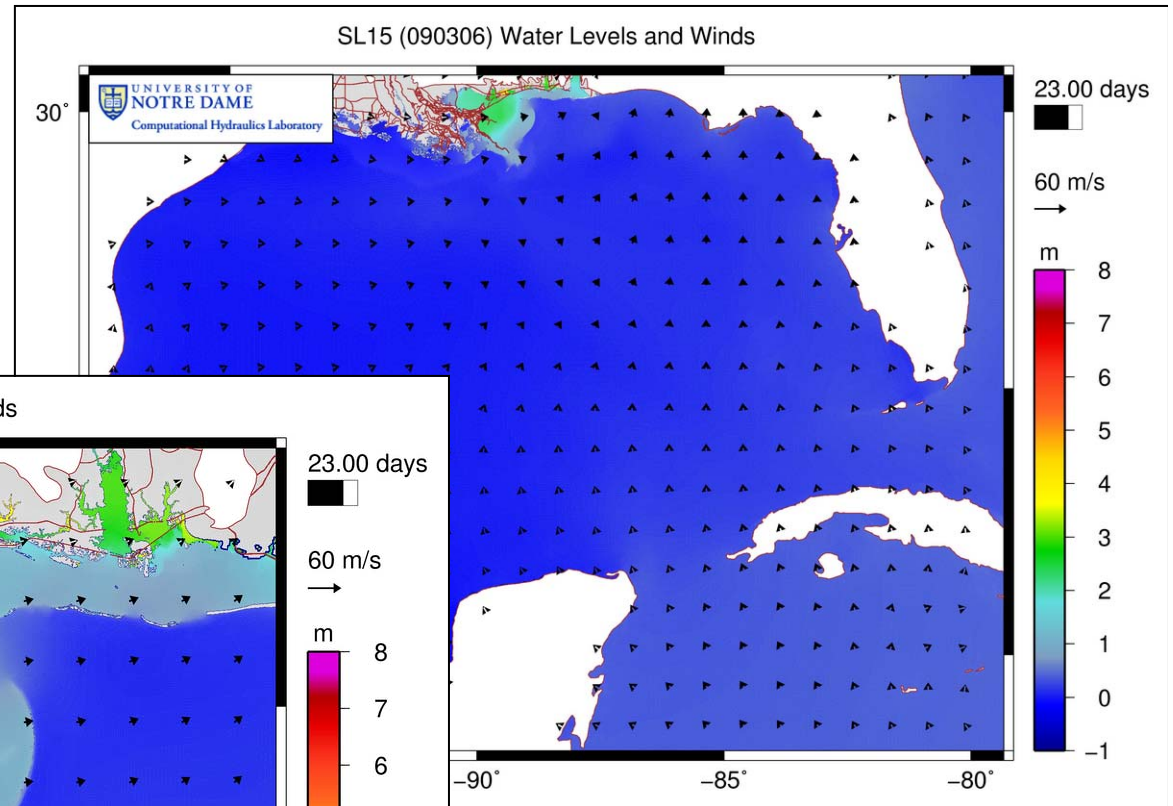 SL15 (090306) Water Levels and Winds
UNIVERSITY OF
NOTRE DAME
Computational Hydraulics Laboratory
30°
23.00 days
60 m/s
m
8
7
6
5
4
3
2
1
0
−1
−90°
−85°
−80°
23.00 days
60 m/s
m
8
7
6